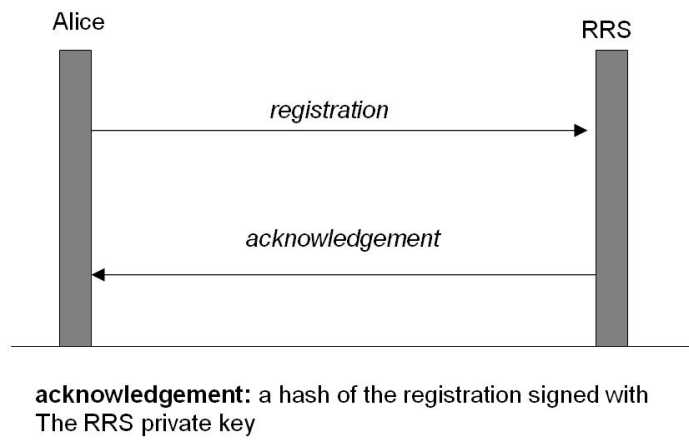 Alice
RRS
registration
acknowledgement
acknowledgement: a hash of the registration signed with
The RRS private key